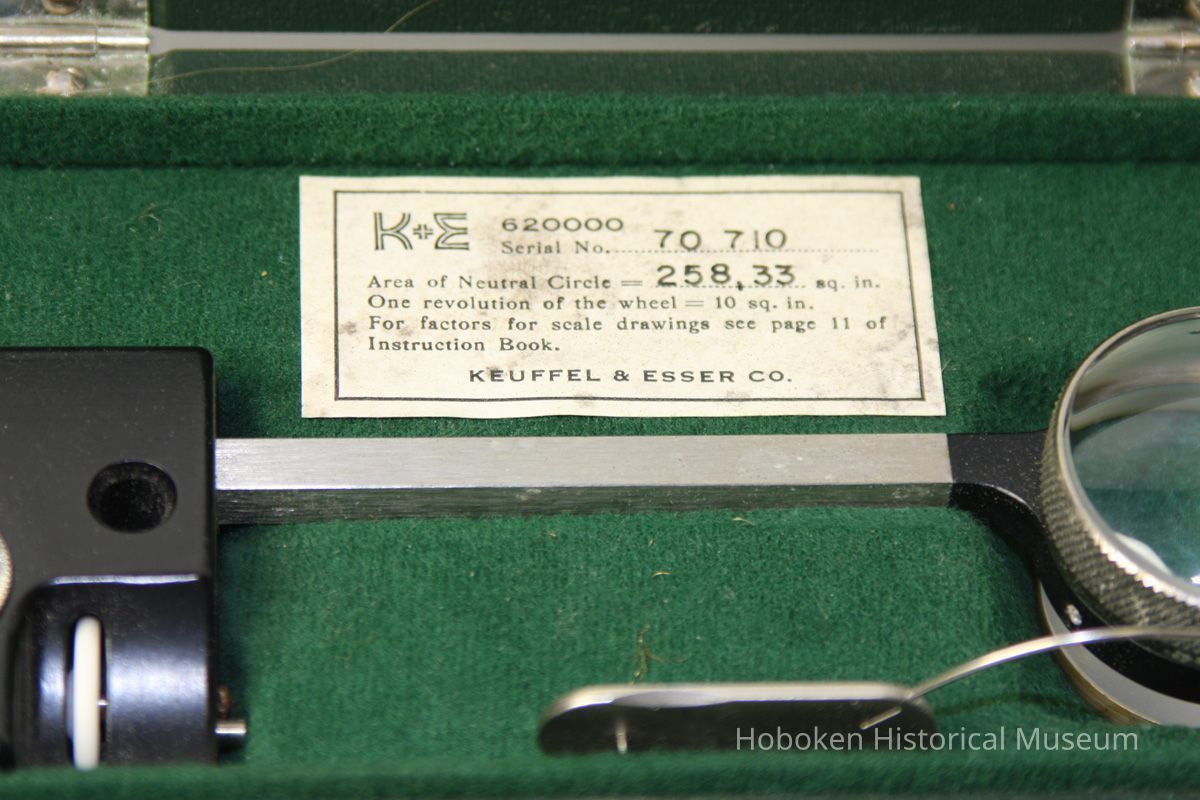 K+E 620000
Serial No. 70 710
Area of Neutral Circle = 258,33 sq. in.
One revolution of the wheel = 10 sq. in.
For factors for scale drawings see page 11 of
Instruction Book.
KEUFFEL & ESSER CO.
Hoboken Historical Museum